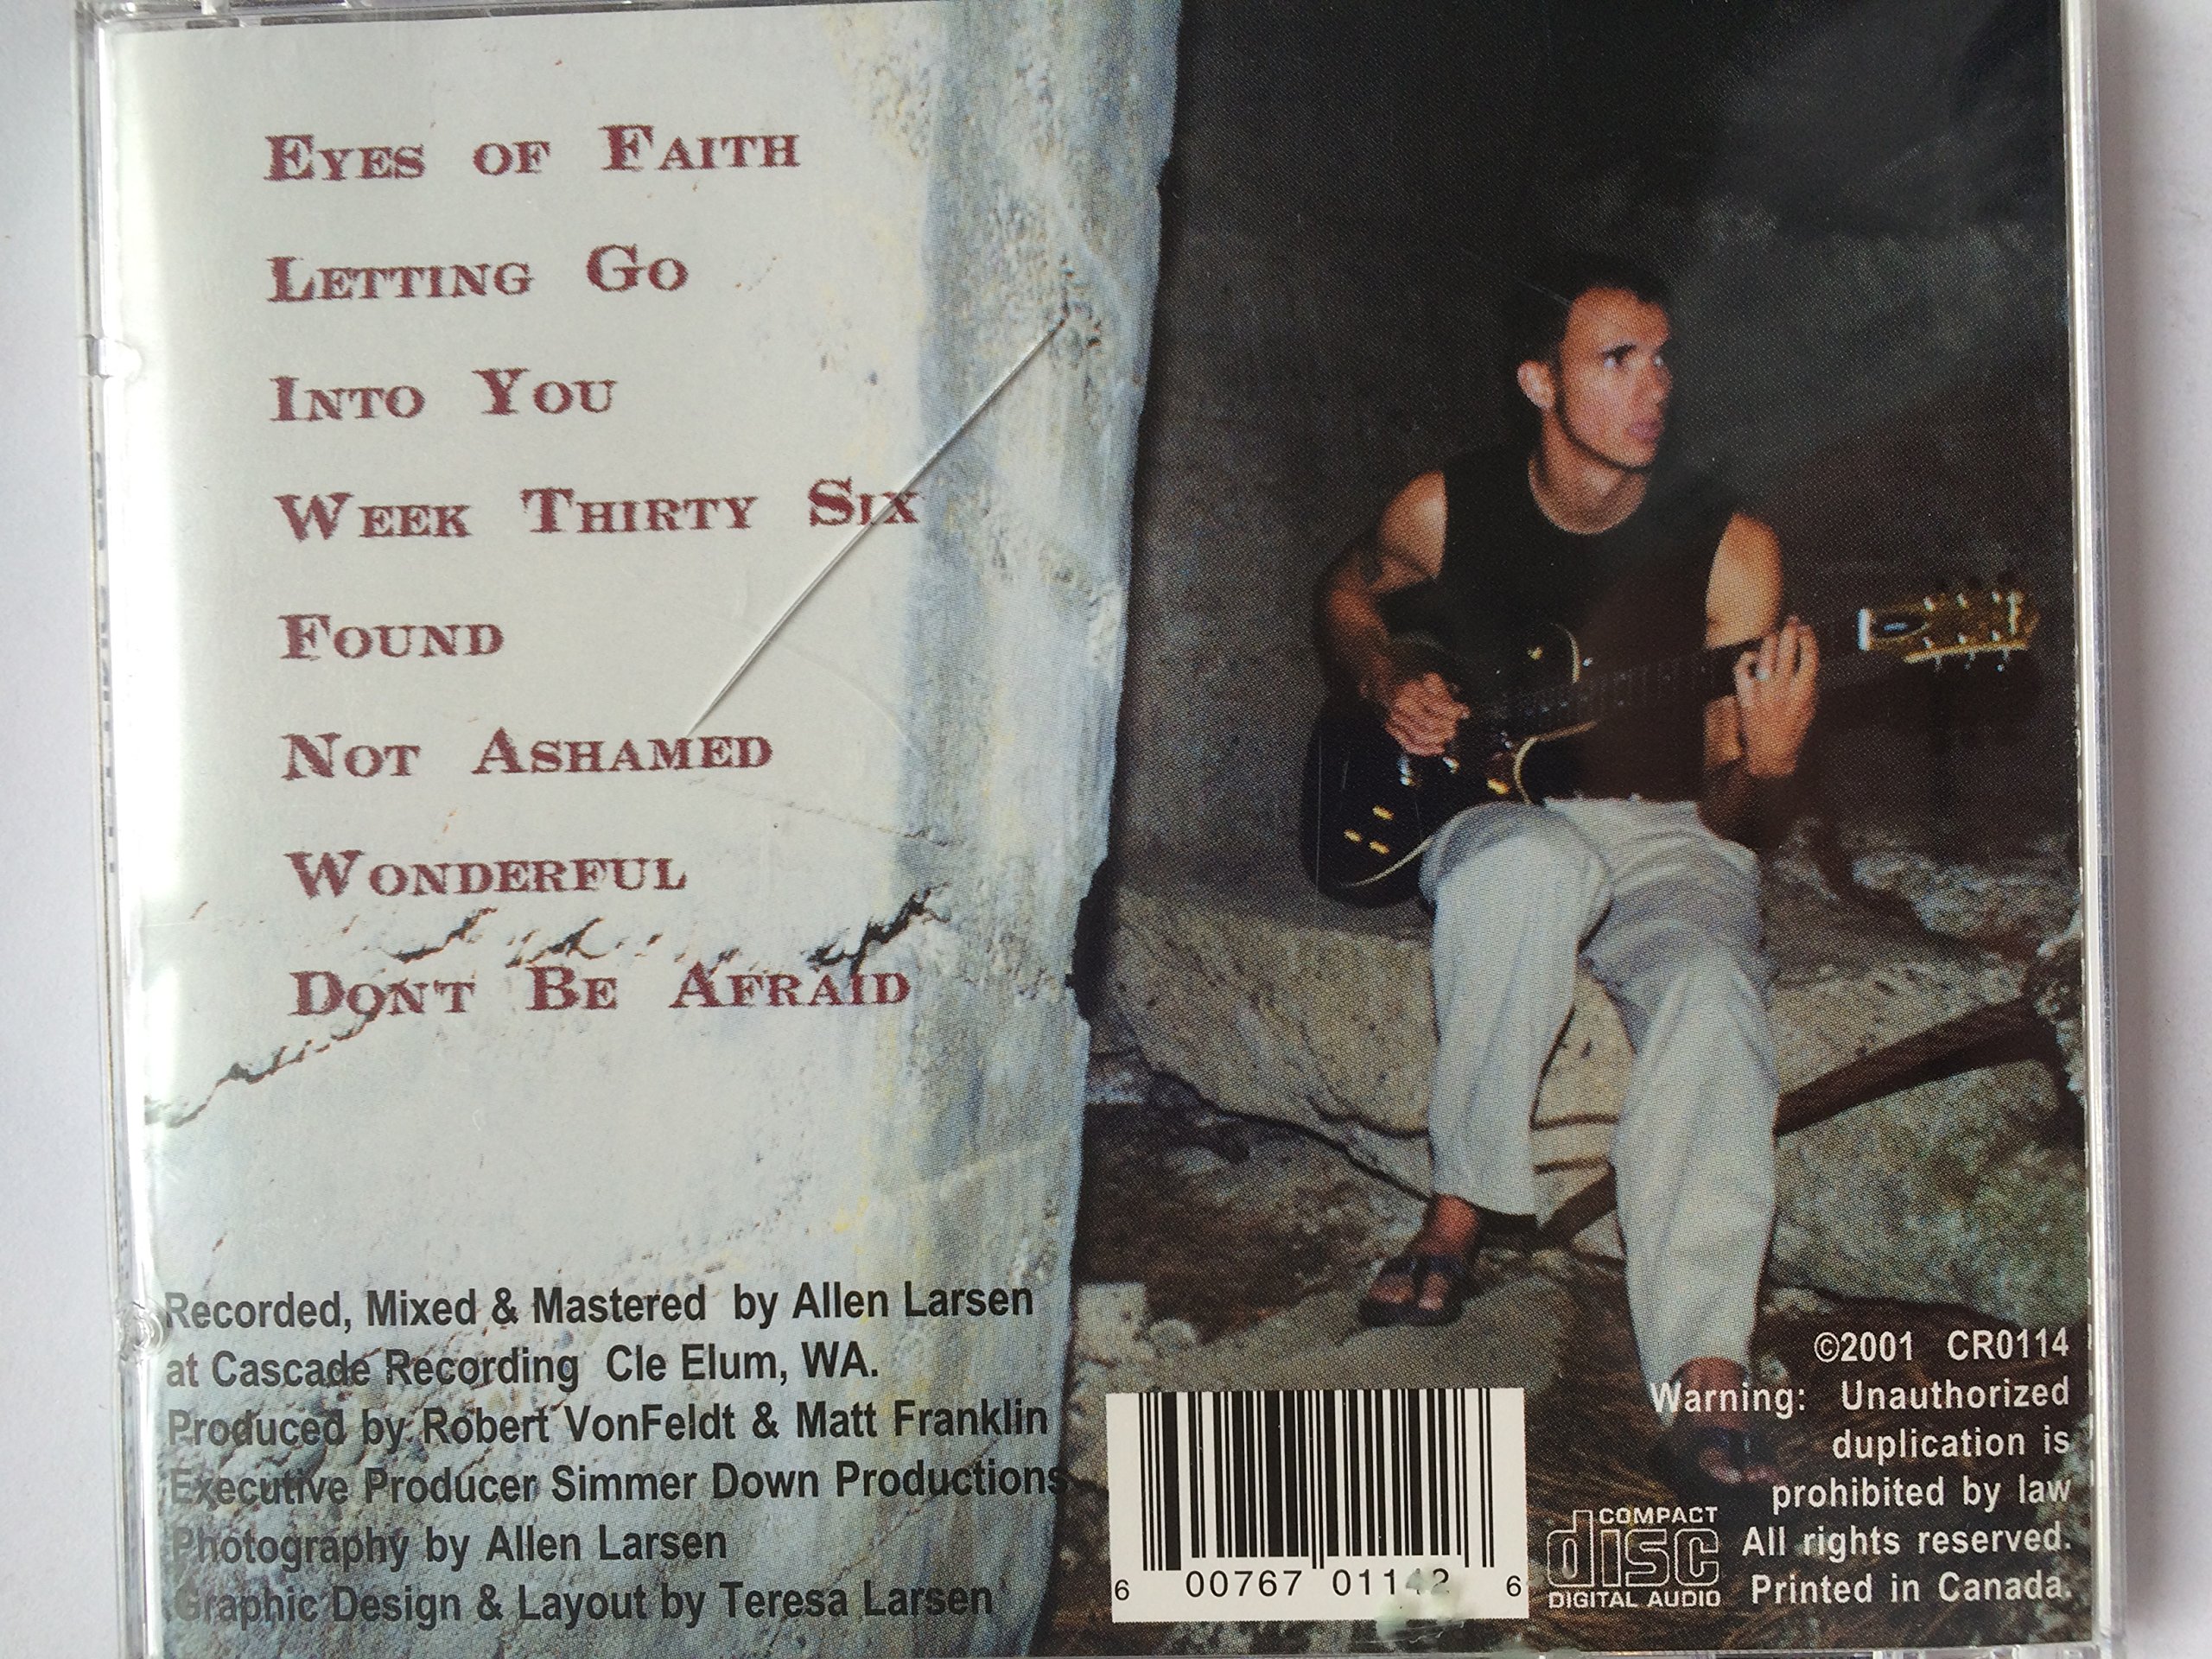 Eyes of Faith
Letting Go
Into You
Week Thirty Six
Found
Not Ashamed
Wonderful
Don't Be Afraid
Recorded, Mixed & Mastered by Allen Larsen
at Cascade Recording Cle Elum, WA.
Produced by Robert VonFeldt & Matt Franklin
Executive Producer Simmer Down Productions
Photography by Allen Larsen
Graphic Design & Layout by Teresa Larsen
6 00767 01142 6
COMPACT
disc
DIGITAL AUDIO
©2001 CR0114
Warning: Unauthorized
duplication is
prohibited by law
All rights reserved.
Printed in Canada.